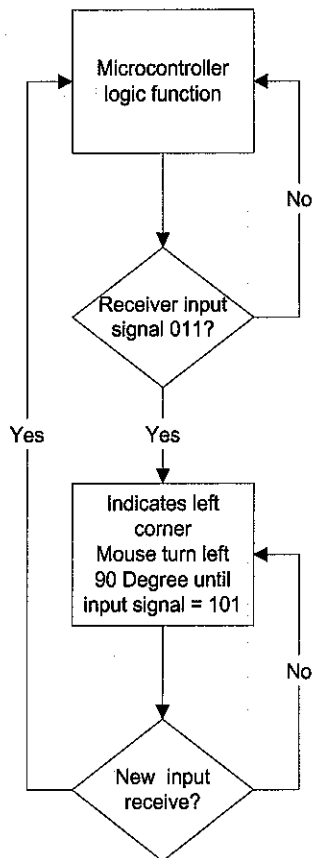 Microcontroller
logic function
No
Receiver input
signal 011?
Yes
Yes
Indicates left
corner
Mouse turn left
90 Degree until
input signal = 101
No
New input
receive?